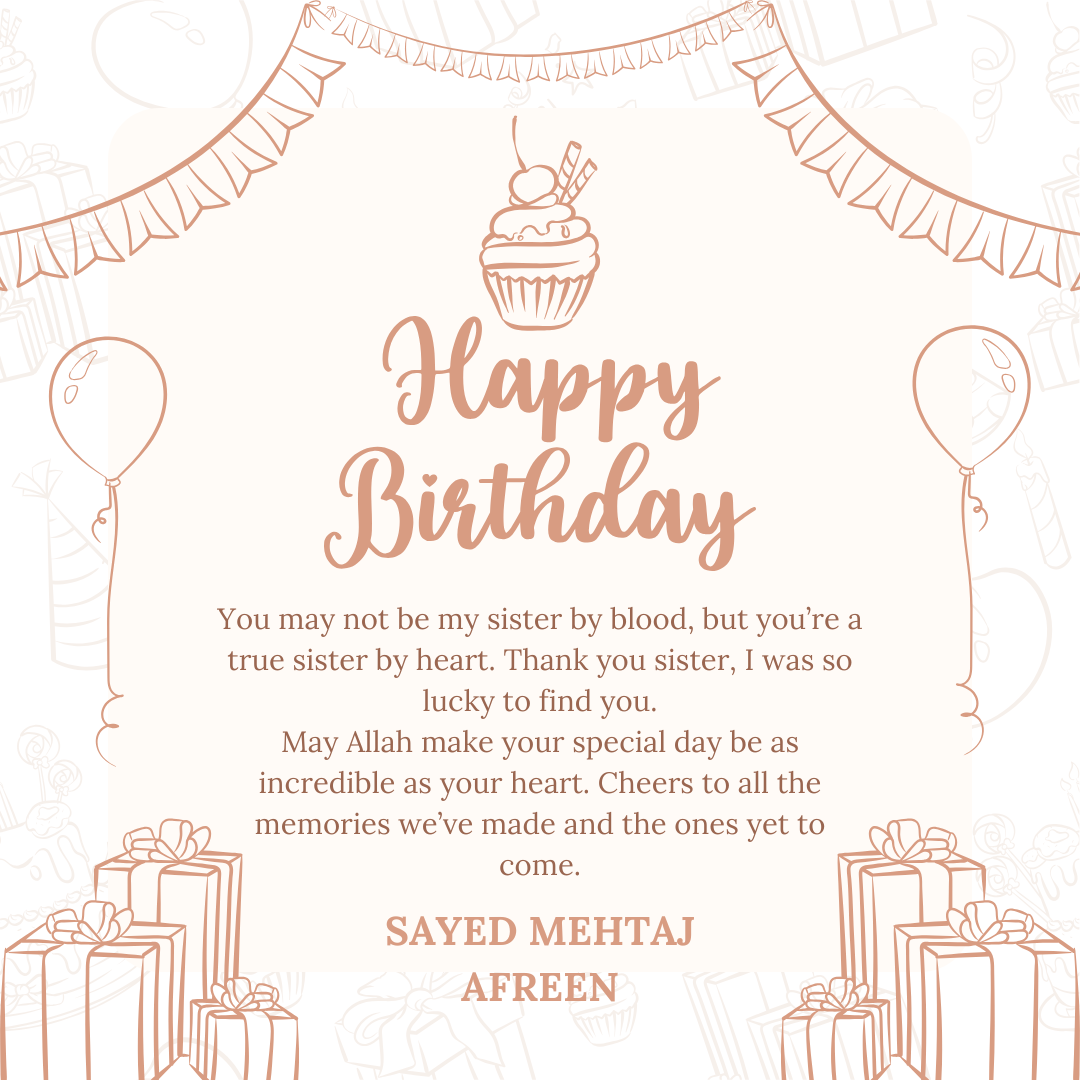 Happy
Birthday
You may not be my sister by blood, but you’re a
true sister by heart. Thank you sister, I was so
lucky to find you.
May Allah make your special day be as
incredible as your heart. Cheers to all the
memories we’ve made and the ones yet to
come.
SAYED MEHTAJ
AFREEN